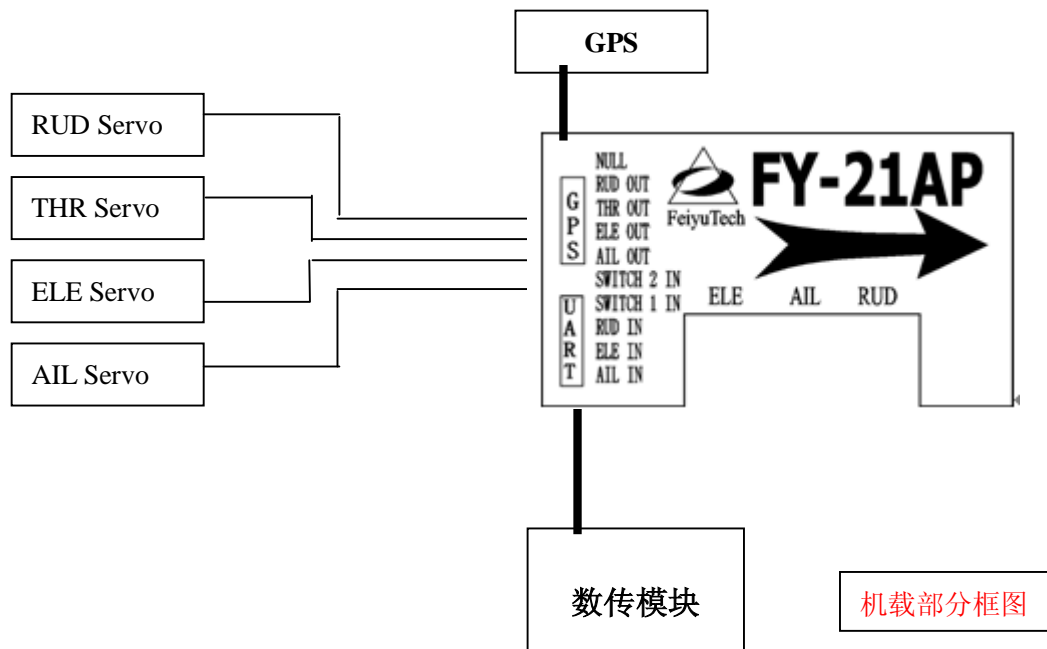 GPS
RUD Servo
THR Servo
ELE Servo
AIL Servo
GPS
UART
NULL
RUD OUT
THR OUT
ELE OUT
AIL OUT
SWITCH 2 IN
SWITCH 1 IN
RUD IN
ELE IN
AIL IN
FeiyuTech
FY-21AP
ELE AIL RUD
数传模块
机载部分框图